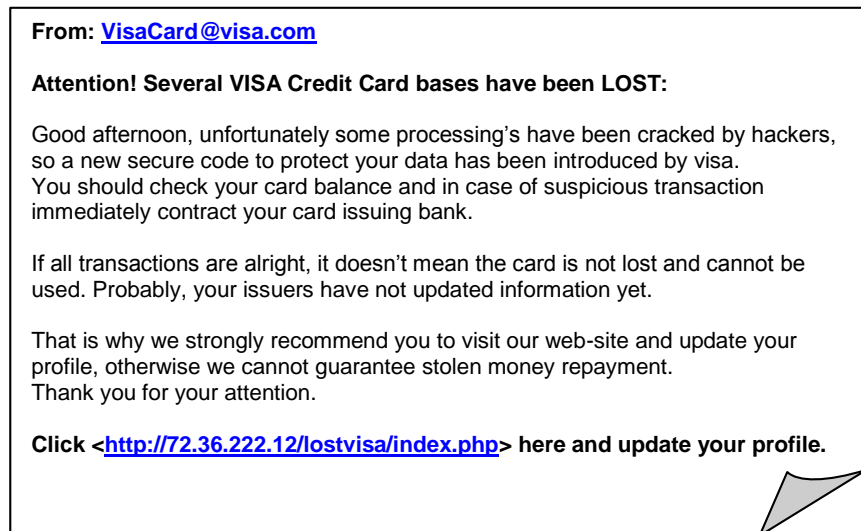 From: VisaCard@visa.com
Attention! Several VISA Credit Card bases have been LOST:
Good afternoon, unfortunately some processing's have been cracked by hackers,
so a new secure code to protect your data has been introduced by visa.
You should check your card balance and in case of suspicious transaction
immediately contract your card issuing bank.
If all transactions are alright, it doesn't mean the card is not lost and cannot be
used. Probably, your issuers have not updated information yet.
That is why we strongly recommend you to visit our web-site and update your
profile, otherwise we cannot guarantee stolen money repayment.
Thank you for your attention.
Click <http://72.36.222.12/lostvisa/index.php> here and update your profile.